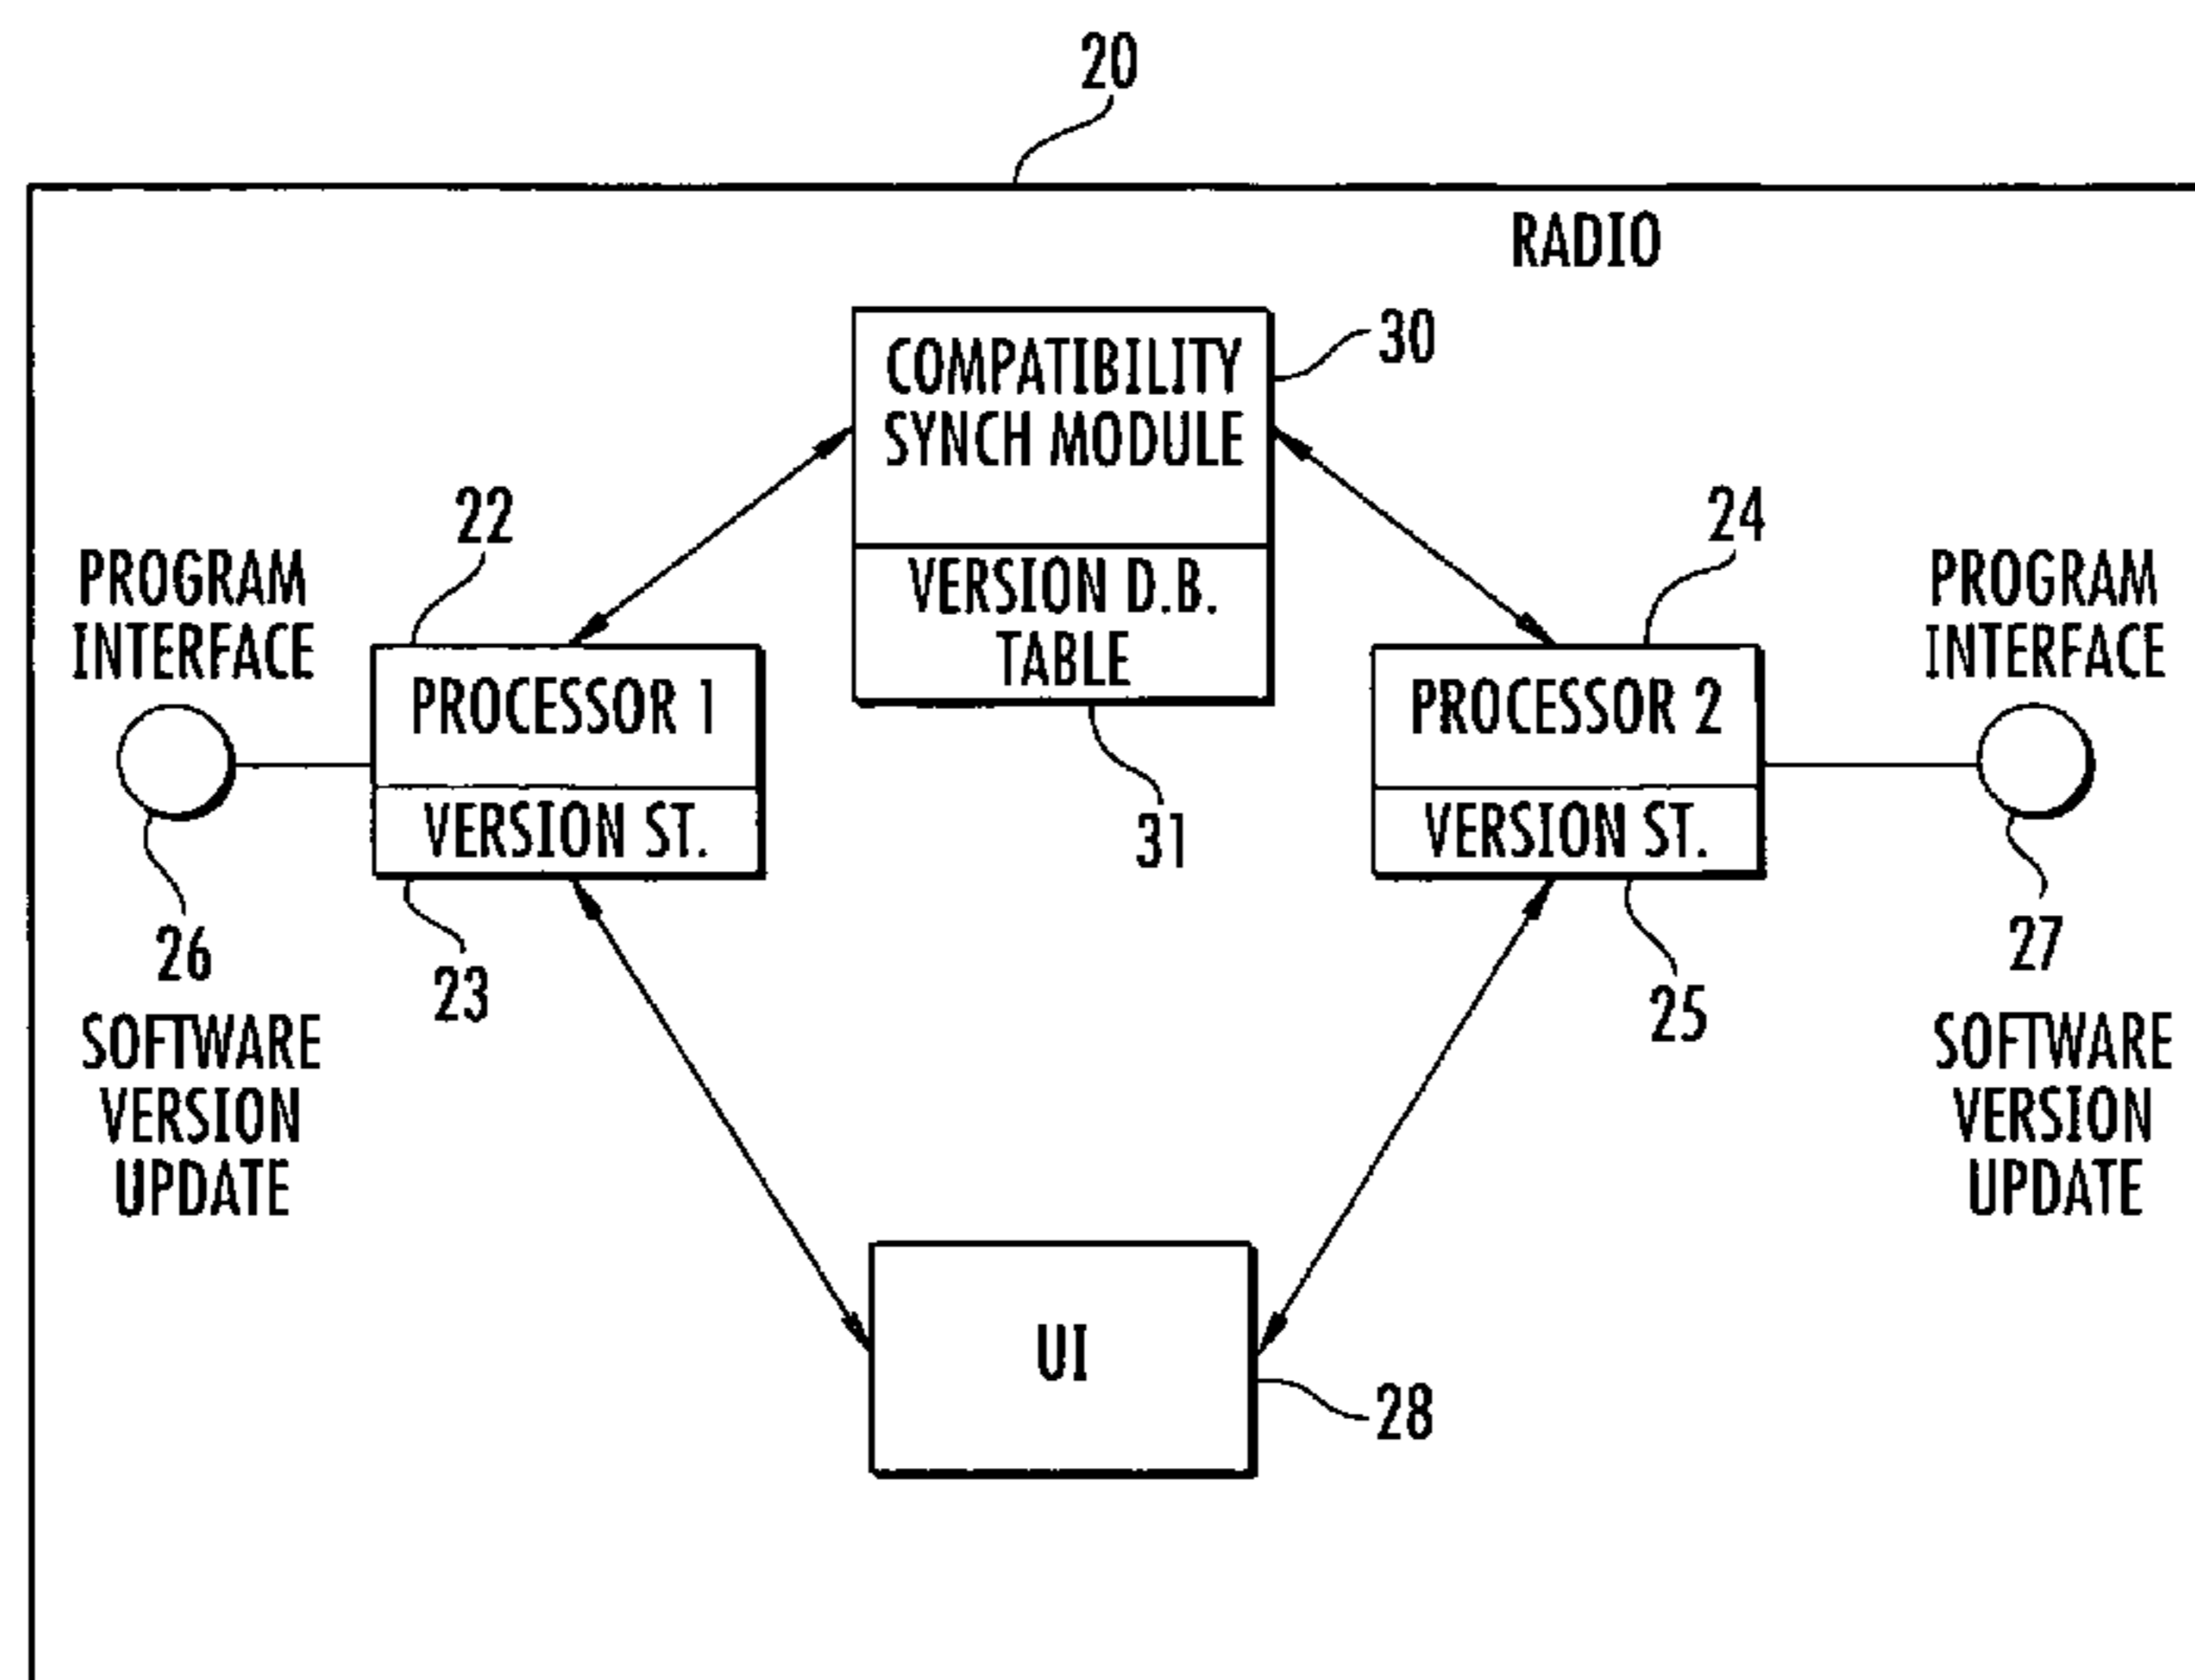 20
RADIO
COMPATIBILITY
SYNCH MODULE
30
VERSION D.B.
TABLE
31
22
PROGRAM
INTERFACE
PROCESSOR 1
VERSION ST.
23
26
SOFTWARE
VERSION
UPDATE
24
PROCESSOR 2
VERSION ST.
25
PROGRAM
INTERFACE
27
SOFTWARE
VERSION
UPDATE
UI
28